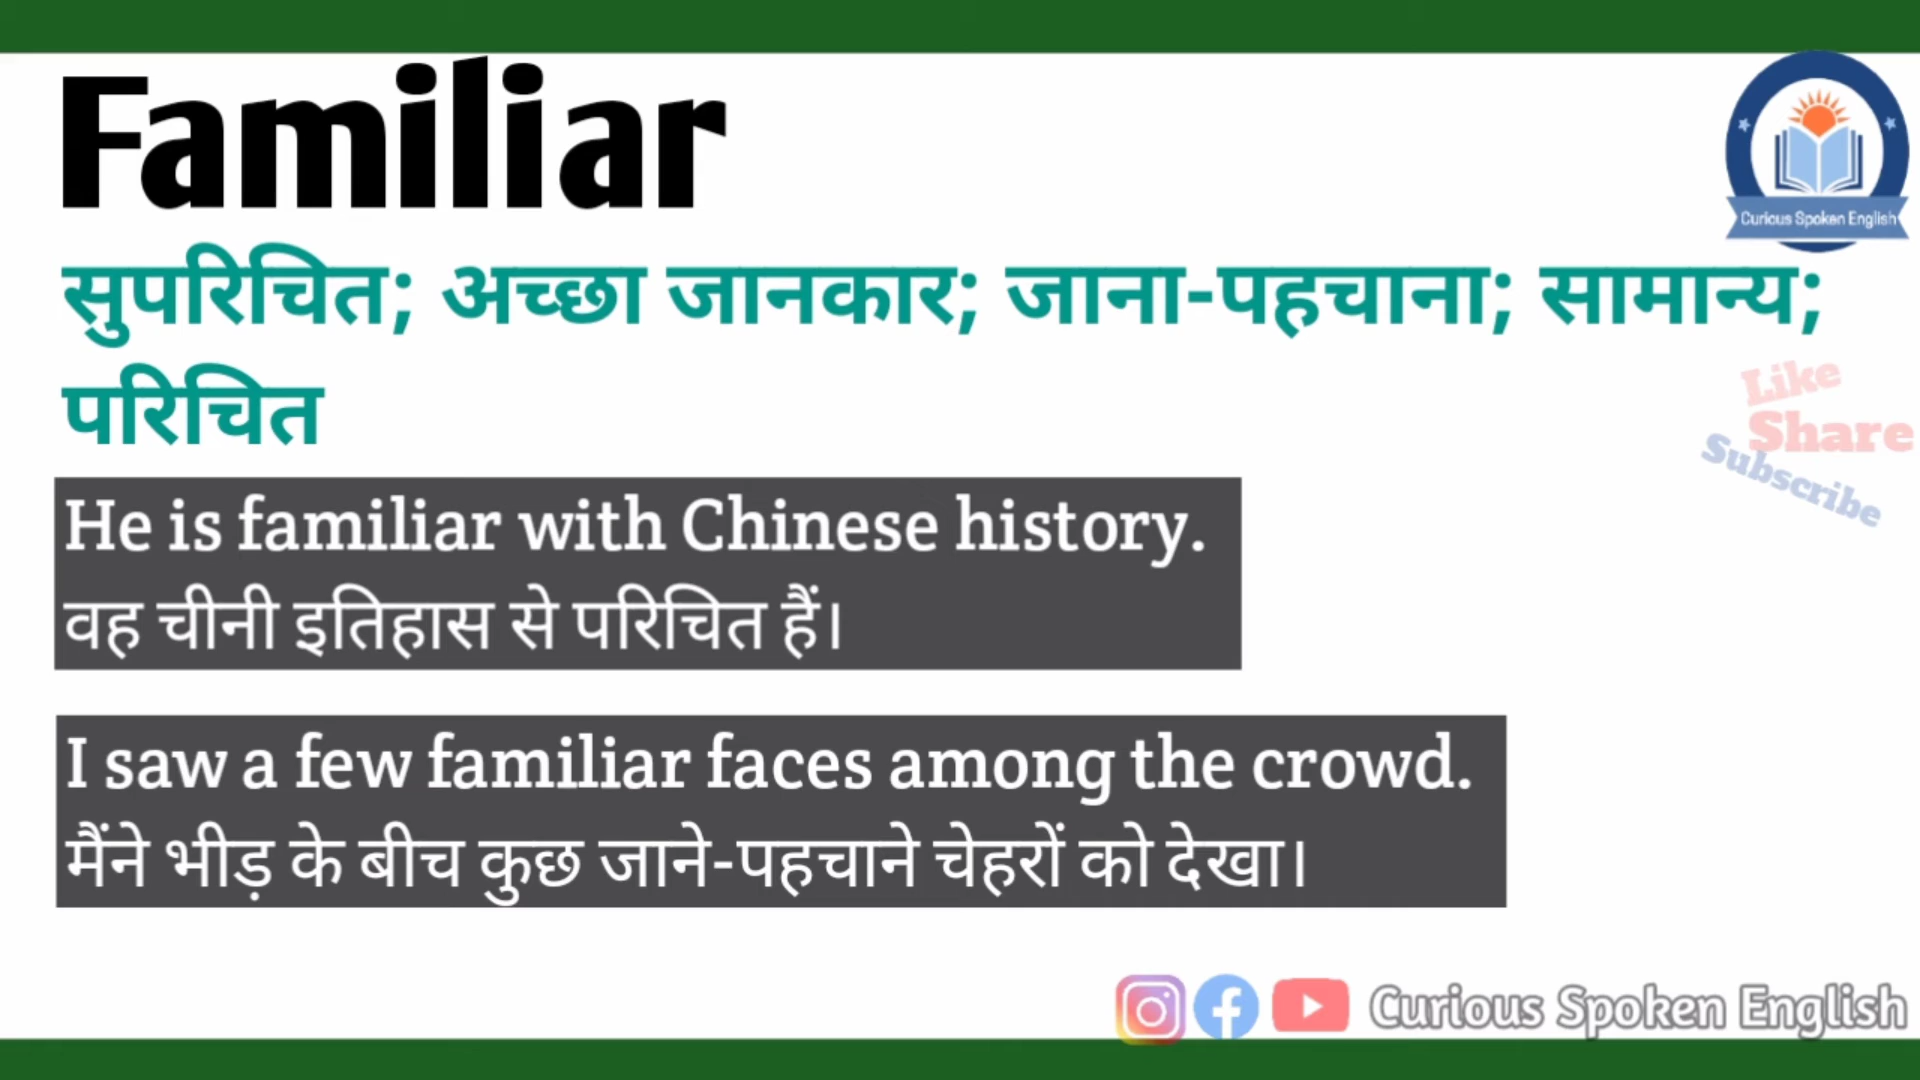 Familiar
Curious Spoken English
सुपरिचित; अच्छा जानकार; जाना-पहचाना; सामान्य;
परिचित
Like
Share
Subscribe
He is familiar with Chinese history.
वह चीनी इतिहास से परिचित हैं।
I saw a few familiar faces among the crowd.
मैंने भीड़ के बीच कुछ जाने-पहचाने चेहरों को देखा।
Curious Spoken English